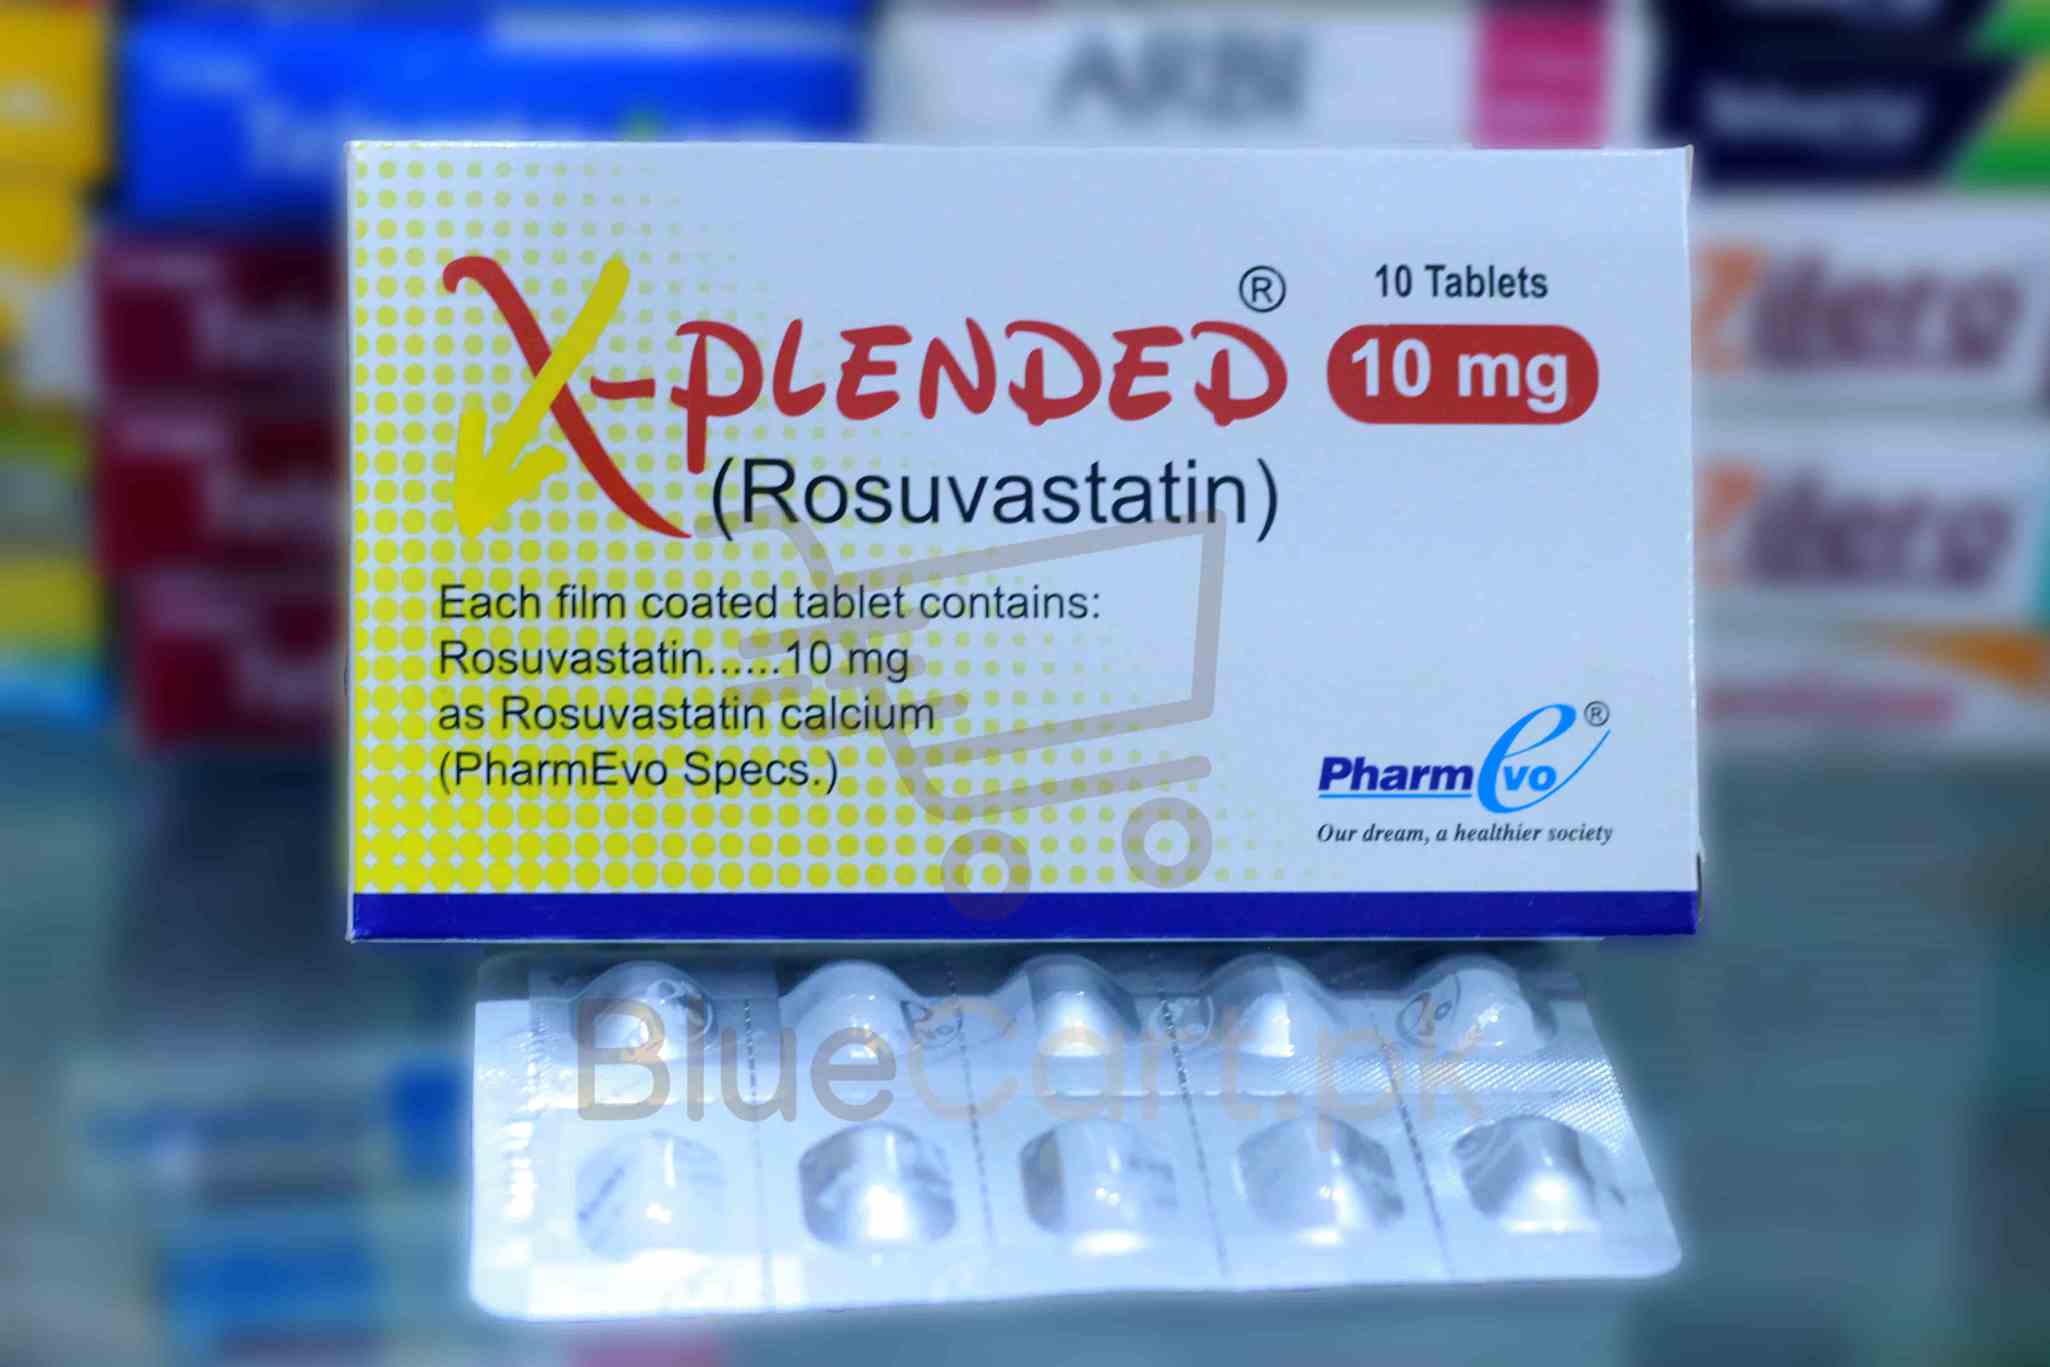 ARBI
X-PLENDED®
10 Tablets
10 mg
(Rosuvastatin)
Each film coated tablet contains:
Rosuvastatin......10 mg
as Rosuvastatin calcium
(PharmEvo Specs.)
PharmEvo®
Our dream, a healthier society
BlueCart.pk